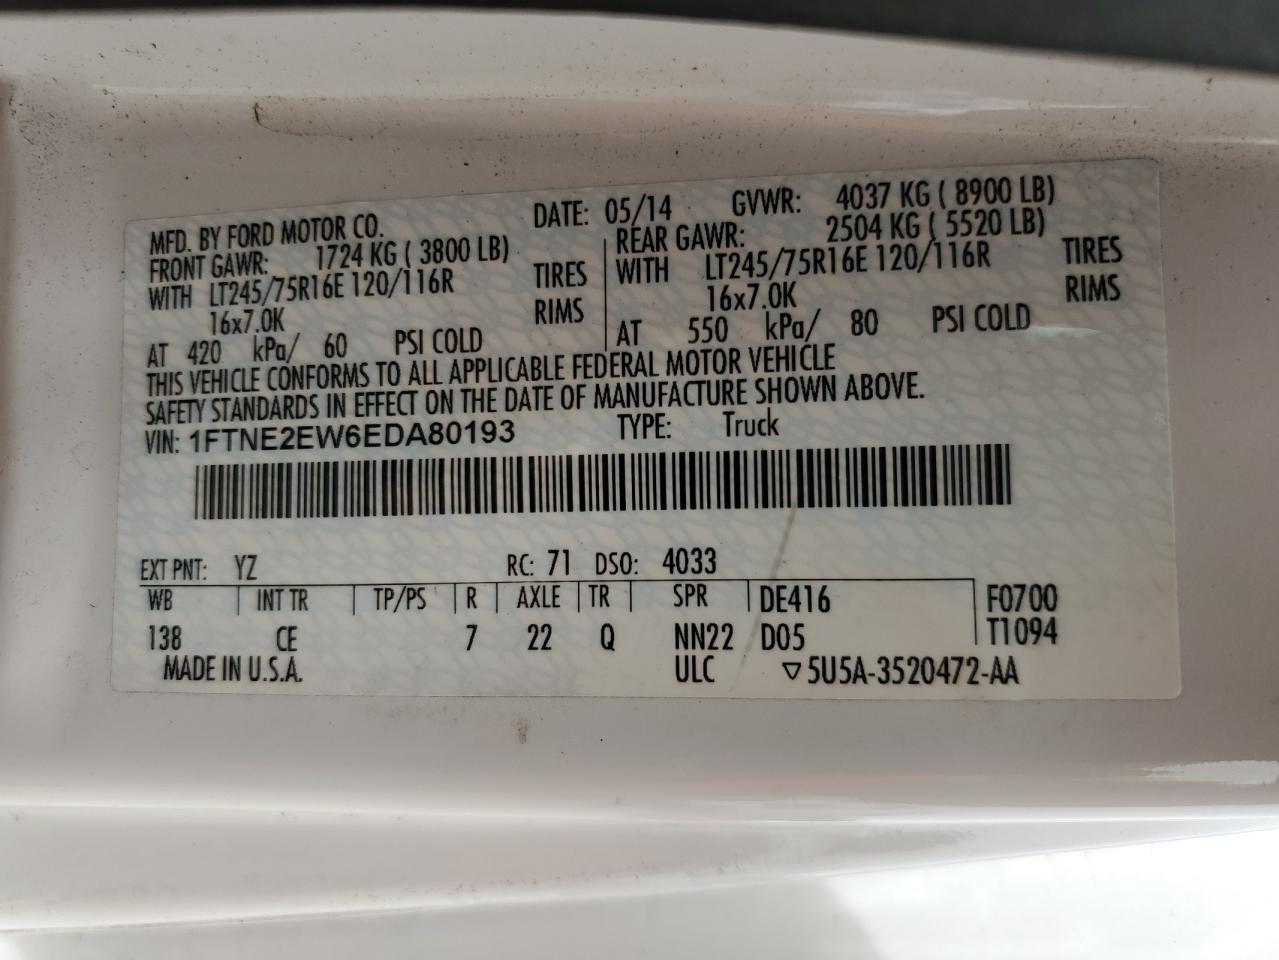 MFD. BY FORD MOTOR CO.
DATE: 05/14 GVWR: 4037 KG ( 8900 LB)
FRONT GAWR: 1724 KG ( 3800 LB)
WITH LT245/75R16E 120/116R TIRES
16x7.0K RIMS
AT 420 kPa/ 60 PSI COLD
REAR GAWR: 2504 KG ( 5520 LB)
WITH LT245/75R16E 120/116R TIRES
16x7.0K RIMS
AT 550 kPa/ 80 PSI COLD
THIS VEHICLE CONFORMS TO ALL APPLICABLE FEDERAL MOTOR VEHICLE
SAFETY STANDARDS IN EFFECT ON THE DATE OF MANUFACTURE SHOWN ABOVE.
VIN: 1FTNE2EW6EDA80193 TYPE: Truck
EXT PNT: YZ RC: 71 DSO: 4033
WB INT TR TP/PS R AXLE TR SPR DE416 F0700
138 CE 7 22 Q NN22 D05 T1094
MADE IN U.S.A. ULC ▽5U5A-3520472-AA